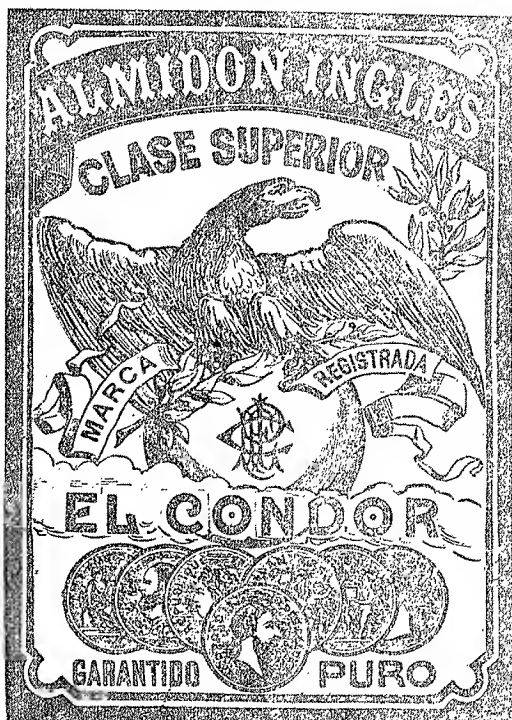 ALMIDON INGLES
CLASE SUPERIOR
MARCA
REGISTRADA
EL CONDOR
GARANTIDO PURO